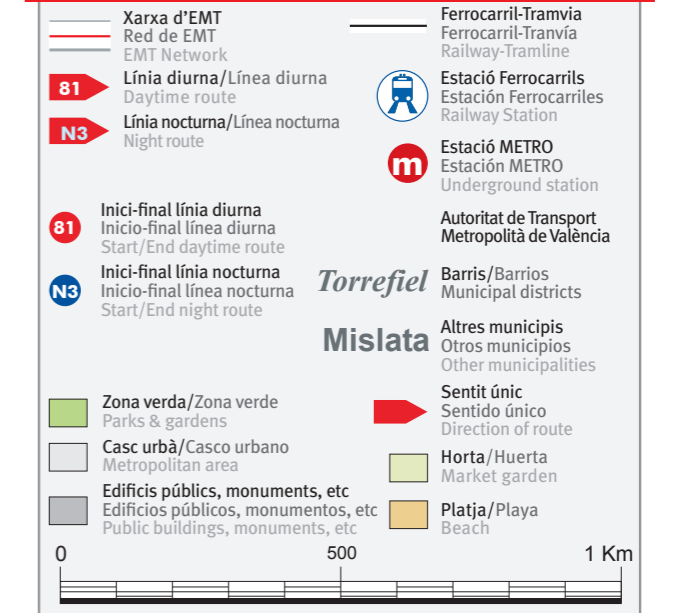 Xarxa d’EMT
Red de EMT
EMT Network
81
Línia diurna/Línea diurna
Daytime route
N3
Línia nocturna/Línea nocturna
Night route
81
Inici-final línia diurna
Inicio-final línea diurna
Start/End daytime route
N3
Inici-final línia nocturna
Inicio-final línea nocturna
Start/End night route
Ferrocarril-Tramvia
Ferrocarril-Tranvía
Railway-Tramline
Estació Ferrocarrils
Estación Ferrocarriles
Railway Station
m
Estació METRO
Estación METRO
Underground station
Autoritat de Transport
Metropolità de València
Torrefiel
Barris/Barrios
Municipal districts
Mislata
Altres municipis
Otros municipios
Other municipalities
Zona verda/Zona verde
Parks & gardens
Casc urbà/Casco urbano
Metropolitan area
Edificis públics, monuments, etc
Edificios públicos, monumentos, etc
Public buildings, monuments, etc
Sentit únic
Sentido único
Direction of route
Horta/Huerta
Market garden
Platja/Playa
Beach
0 500 1 Km